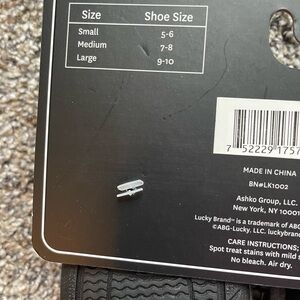 Size Shoe Size
Small 5-6
Medium 7-8
Large 9-10
7 52229 1757
MADE IN CHINA
BN#LK1002
Ashko Group, LLC.
New York, NY 10001
Lucky Brand™ is a trademark of ABG
©ABG-Lucky, LLC. luckybrand
CARE INSTRUCTIONS:
Spot treat stains with mild s
No bleach. Air dry.